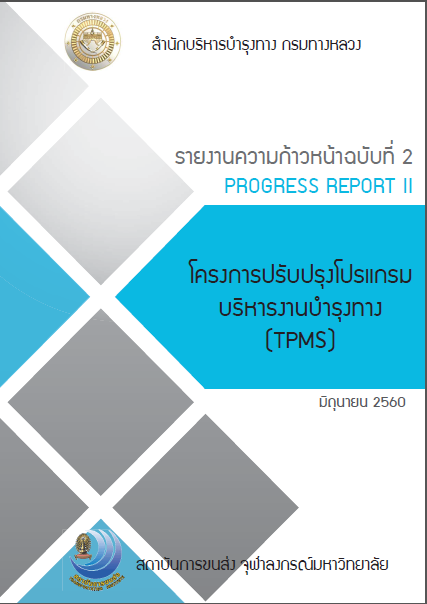 สำนักบริหารบำรุงทาง กรมทางหลวง
รายงานความก้าวหน้าฉบับที่ 2
PROGRESS REPORT II
โครงการปรับปรุงโปรแกรม
บริหารงานบำรุงทาง
(TPMS)
มิถุนายน 2560
สถาบันการขนส่ง จุฬาลงกรณ์มหาวิทยาลัย